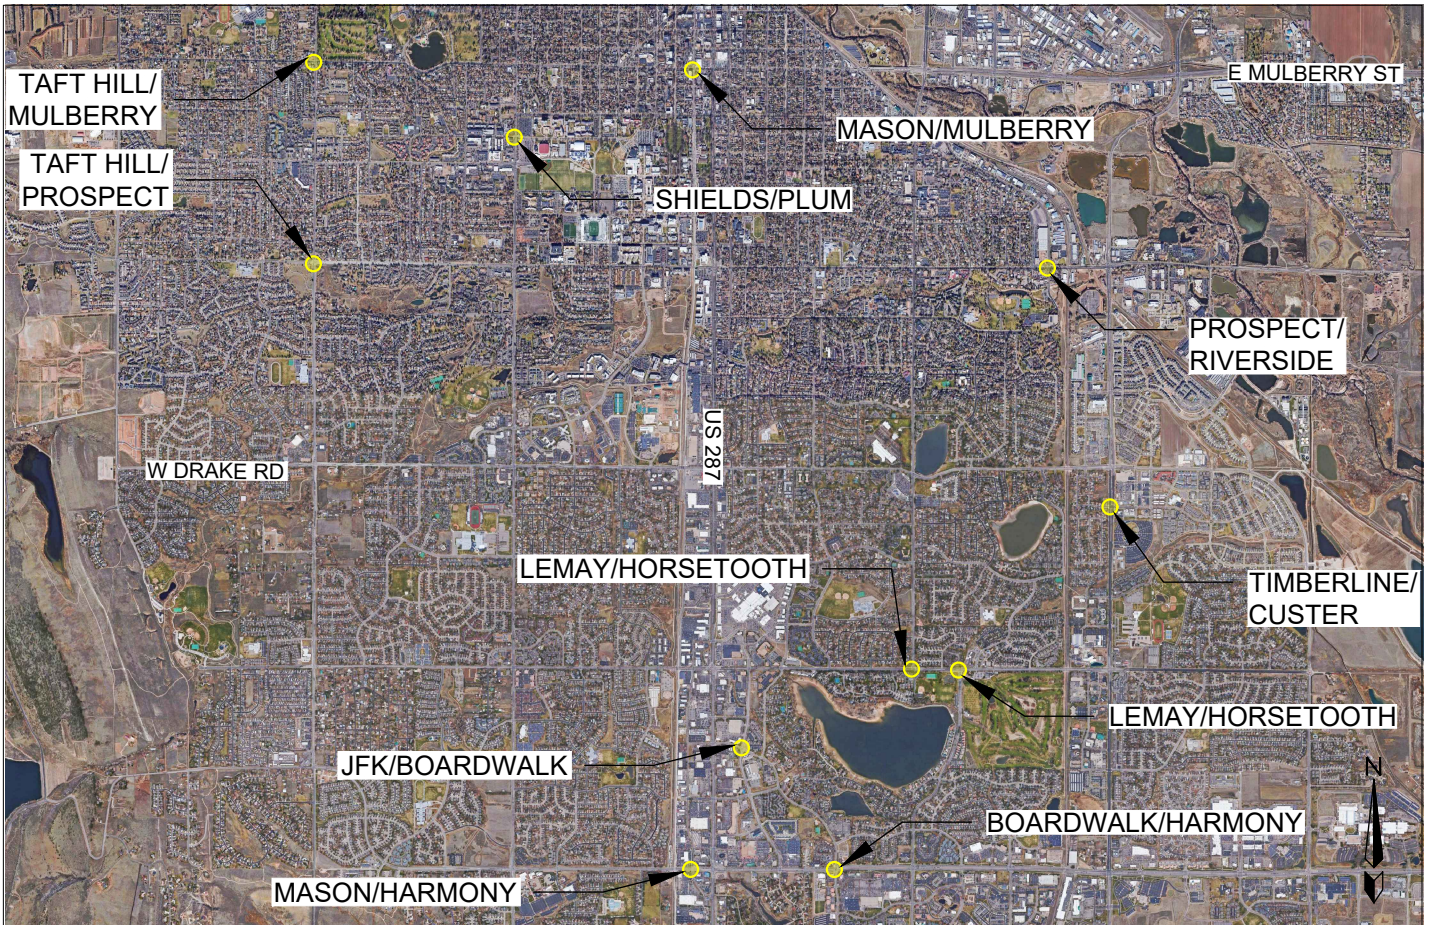 TAFT HILL/
MULBERRY
E MULBERRY ST
MASON/MULBERRY
TAFT HILL/
PROSPECT
SHIELDS/PLUM
PROSPECT/
RIVERSIDE
US 287
W DRAKE RD
LEMAY/HORSETOOTH
TIMBERLINE/
CUSTER
LEMAY/HORSETOOTH
JFK/BOARDWALK
N
BOARDWALK/HARMONY
MASON/HARMONY